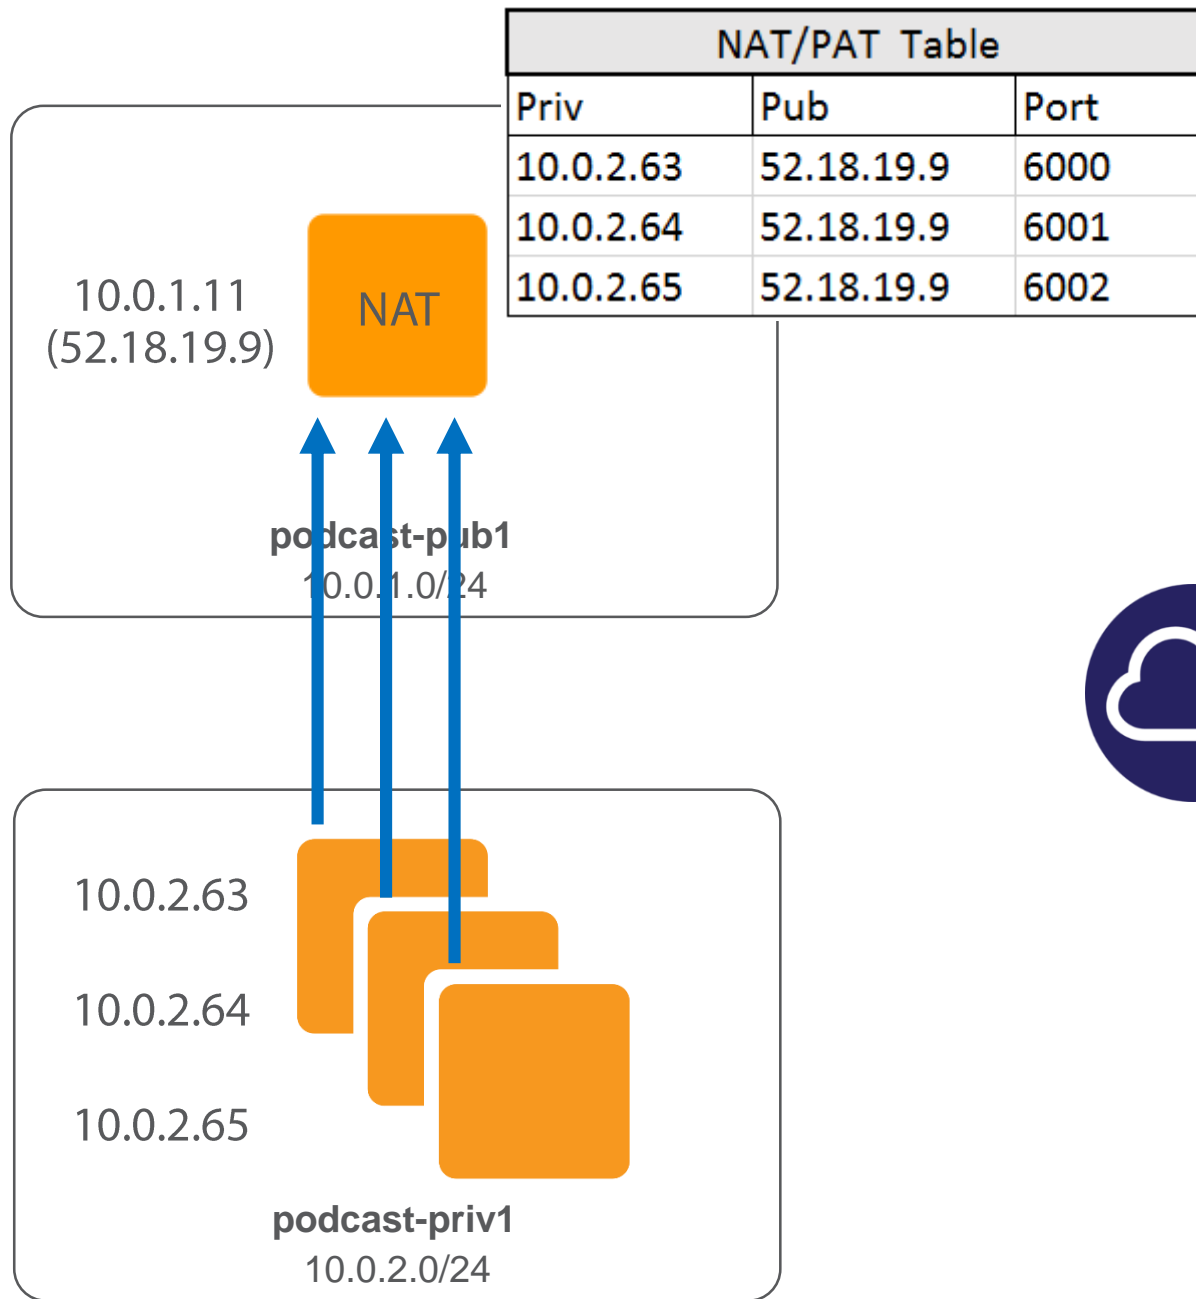 NAT/PAT Table
Priv Pub Port
10.0.2.63 52.18.19.9 6000
10.0.2.64 52.18.19.9 6001
10.0.2.65 52.18.19.9 6002
10.0.1.11
(52.18.19.9)
NAT
podcast-pub1
10.0.1.0/24
10.0.2.63
10.0.2.64
10.0.2.65
podcast-priv1
10.0.2.0/24